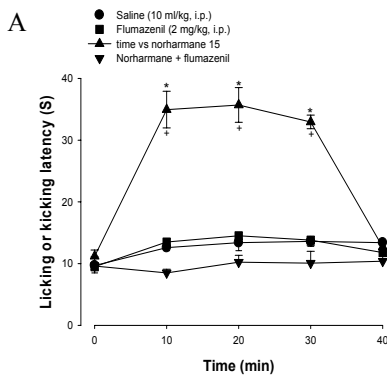 A
Saline (10 ml/kg, i.p.)
Flumazenil (2 mg/kg, i.p.)
time vs norharmane 15
Norharmane + flumazenil
Licking or kicking latency (S)
40
30
20
10
0
*
*
*
+
+
+
0
10
20
30
40
Time (min)